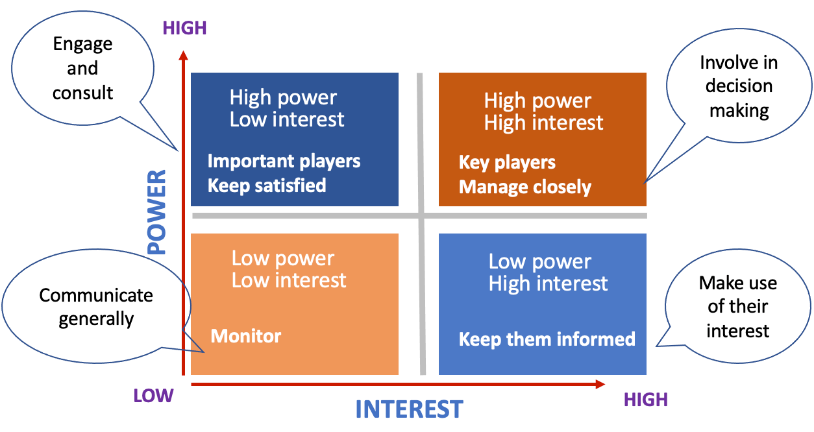 HIGH
Engage
and
consult
High power
Low interest
Important players
Keep satisfied
High power
High interest
Key players
Manage closely
Involve in
decision
making
POWER
Communicate
generally
Low power
Low interest
Monitor
Low power
High interest
Keep them informed
Make use
of their
interest
LOW
INTEREST
HIGH